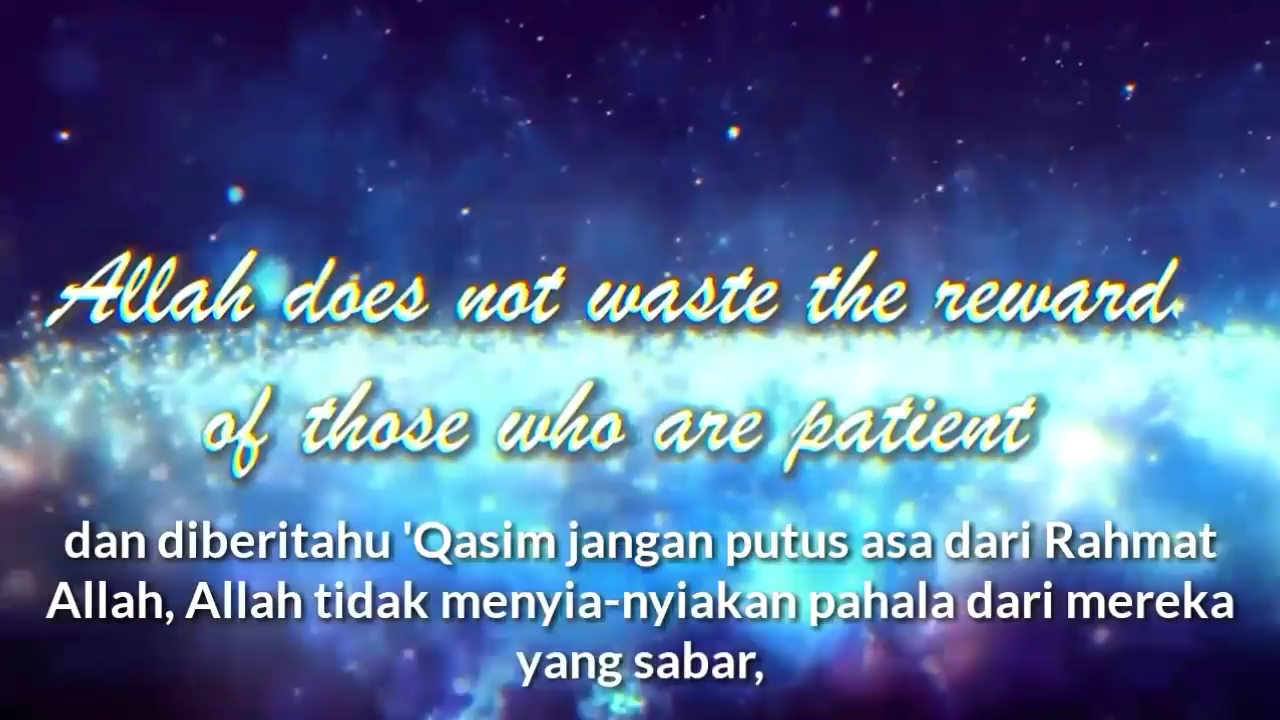 Allah does not waste the reward
of those who are patient
dan diberitahu 'Qasim jangan putus asa dari Rahmat
Allah, Allah tidak menyia-nyiakan pahala dari mereka
yang sabar,